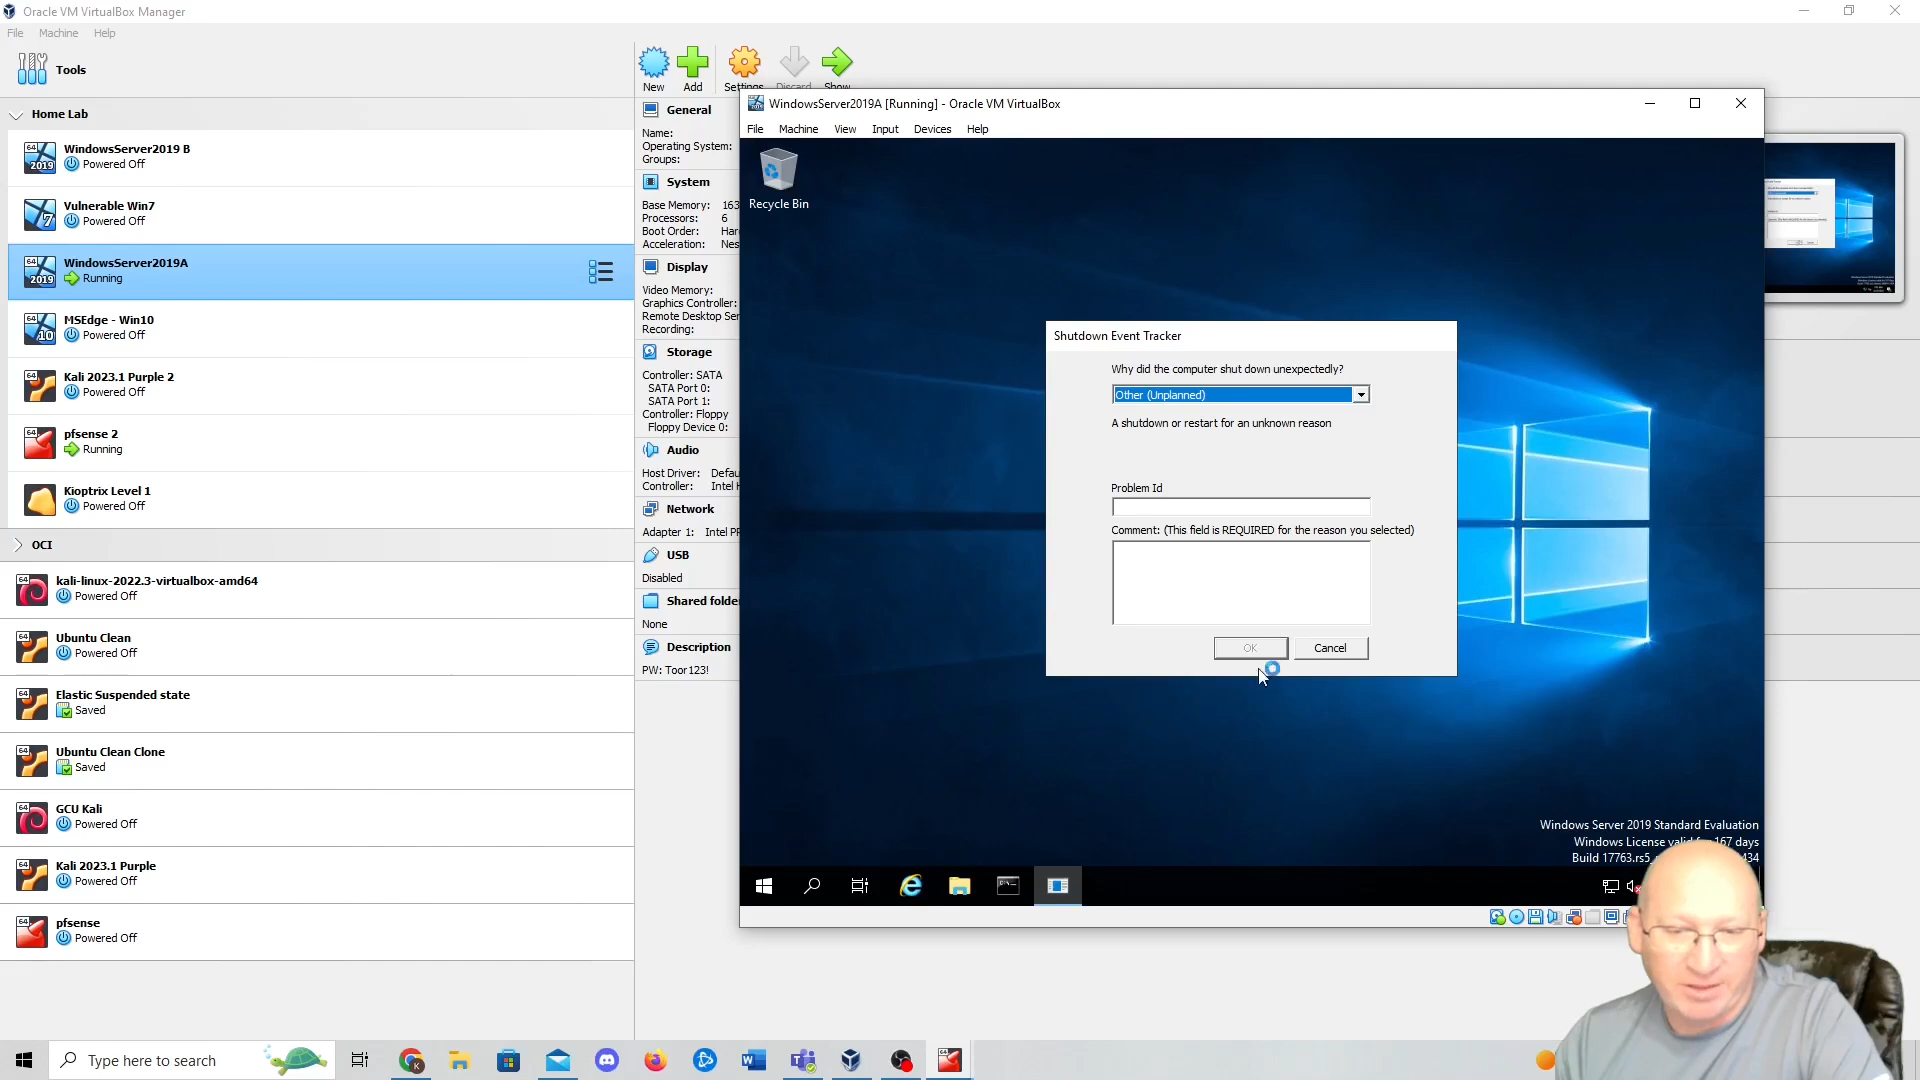 Oracle VM VirtualBox Manager
File Machine Help
Tools
New Add Settings Discard Show
Home Lab
WindowsServer2019 B
Powered Off
Vulnerable Win7
Powered Off
WindowsServer2019A
Running
MSEdge - Win10
Powered Off
Kali 2023.1 Purple 2
Powered Off
pfsense 2
Running
Kioptrix Level 1
Powered Off
OCI
kali-linux-2022.3-virtualbox-amd64
Powered Off
Ubuntu Clean
Powered Off
Elastic Suspended state
Saved
Ubuntu Clean Clone
Saved
GCU Kali
Powered Off
Kali 2023.1 Purple
Powered Off
pfsense
Powered Off
General
Name:
Operating System:
Groups:
System
Base Memory: 163
Processors: 6
Boot Order: Har
Acceleration: Nes
Display
Video Memory:
Graphics Controller:
Remote Desktop Ser
Recording:
Storage
Controller: SATA
SATA Port 0:
SATA Port 1:
Controller: Floppy
Floppy Device 0:
Audio
Host Driver: Defau
Controller: Intel H
Network
Adapter 1: Intel PR
USB
Disabled
Shared folde
None
Description
PW: Toor123!
WindowsServer2019A [Running] - Oracle VM VirtualBox
File Machine View Input Devices Help
Recycle Bin
Shutdown Event Tracker
Why did the computer shut down unexpectedly?
Other (Unplanned)
A shutdown or restart for an unknown reason
Problem Id
Comment: (This field is REQUIRED for the reason you selected)
OK Cancel
Windows Server 2019 Standard Evaluation
Windows License valid for 167 days
Build 17763.rs5
Type here to search